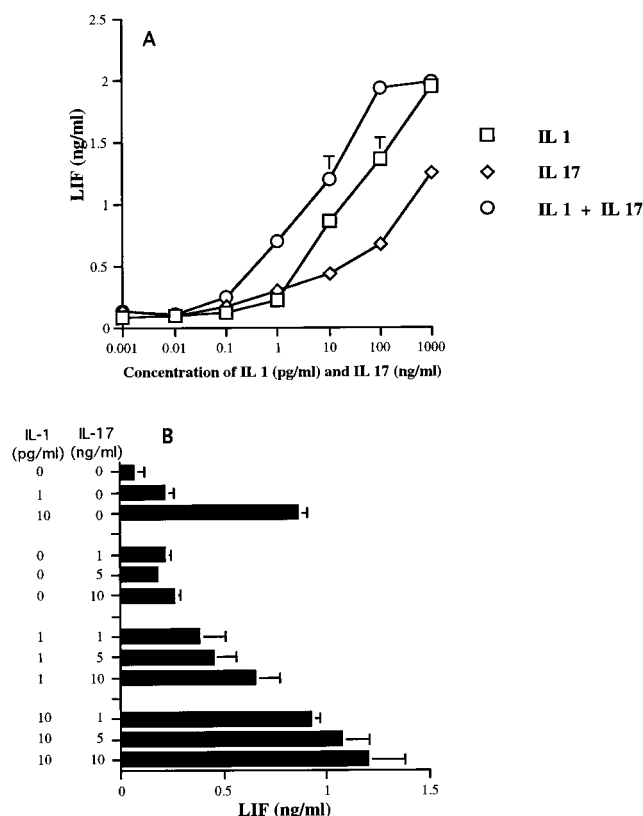 A
2.5
2
1.5
1
0.5
0
LIF (ng/ml)
0.001 0.01 0.1 1 10 100 1000
Concentration of IL 1 (pg/ml) and IL 17 (ng/ml)
IL 1
IL 17
IL 1 + IL 17
B
IL-1 IL-17
(pg/ml) (ng/ml)
0 0
1 0
10 0
0 1
0 5
0 10
1 1
1 5
1 10
10 1
10 5
10 10
0 0.5 1 1.5
LIF (ng/ml)